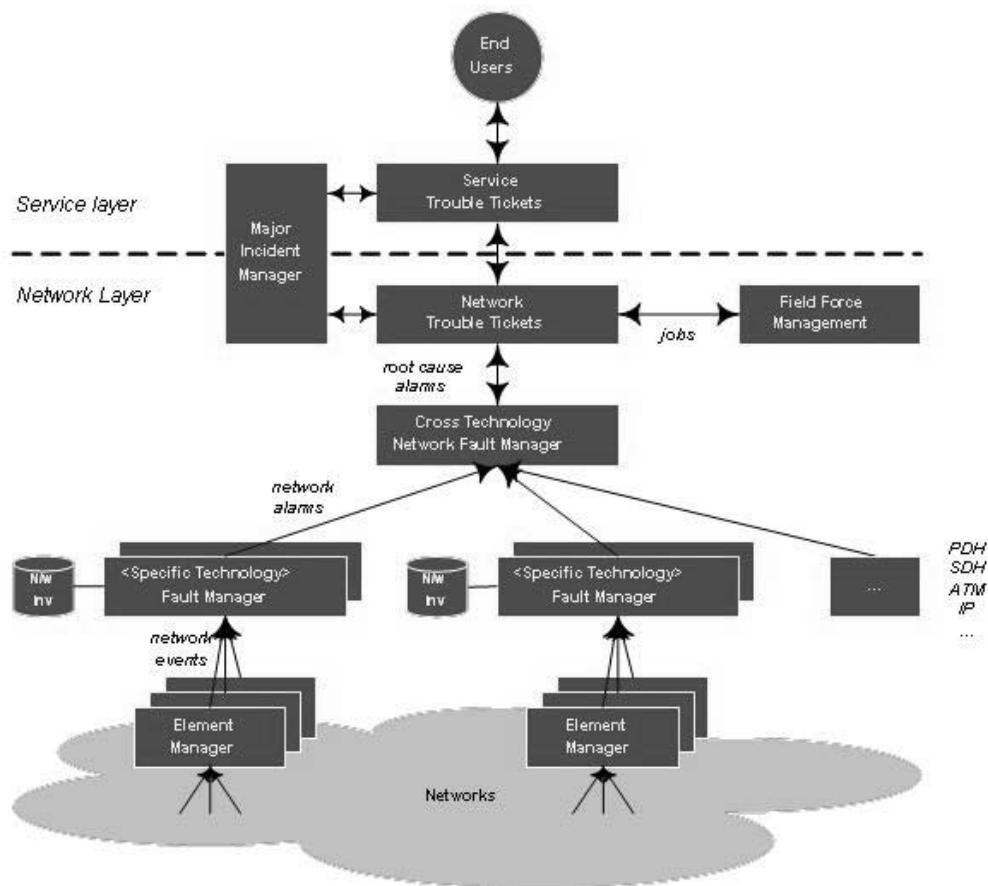 End
Users
Service layer
Service
Trouble Tickets
Major
Incident
Manager
Network Layer
Network
Trouble Tickets
jobs
Field Force
Management
root cause
alarms
Cross Technology
Network Fault Manager
network
alarms
N/w
Inv
<Specific Technology>
Fault Manager
N/w
Inv
<Specific Technology>
Fault Manager
...
PDH
SDH
ATM
IP
...
network
events
Element
Manager
Element
Manager
Networks